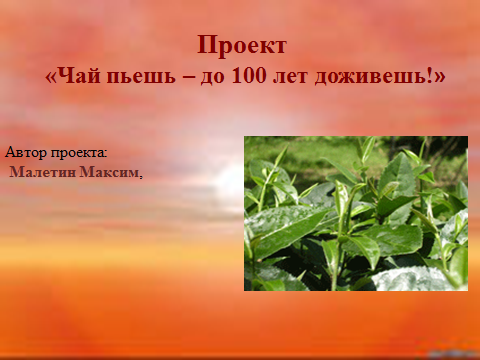 Проект
«Чай пьешь – до 100 лет доживешь!»
Автор проекта:
Малетин Максим,